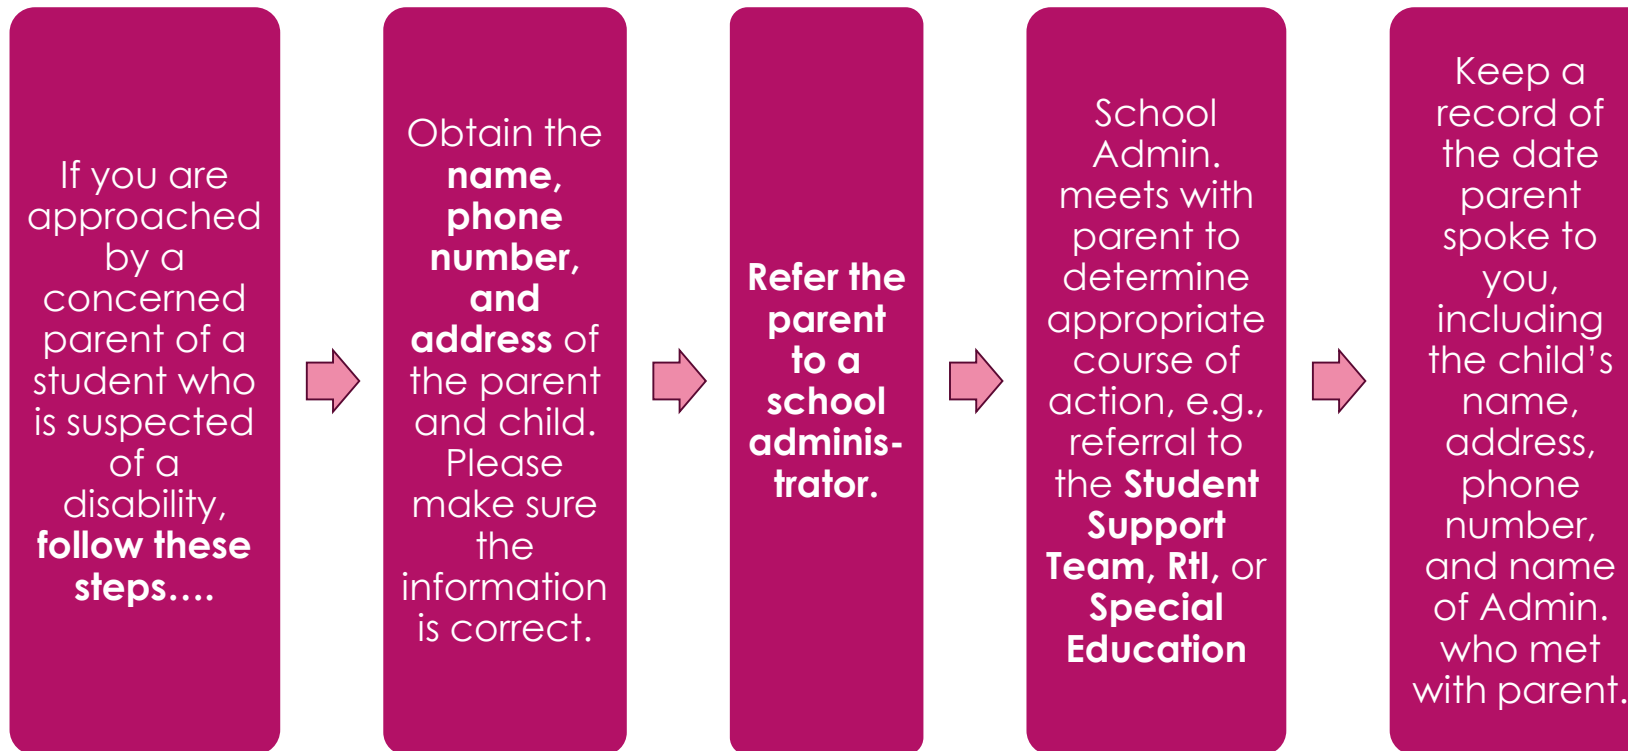 If you are
approached
by a
concerned
parent of a
student who
is suspected
of a
disability,
follow these
steps….
Obtain the
name,
phone
number,
and
address of
the parent
and child.
Please
make sure
the
information
is correct.
Refer the
parent
to a
school
adminis-
trator.
School
Admin.
meets with
parent to
determine
appropriate
course of
action, e.g.,
referral to
the Student
Support
Team, RtI, or
Special
Education
Keep a
record of
the date
parent
spoke to
you,
including
the child’s
name,
address,
phone
number,
and name
of Admin.
who met
with parent.